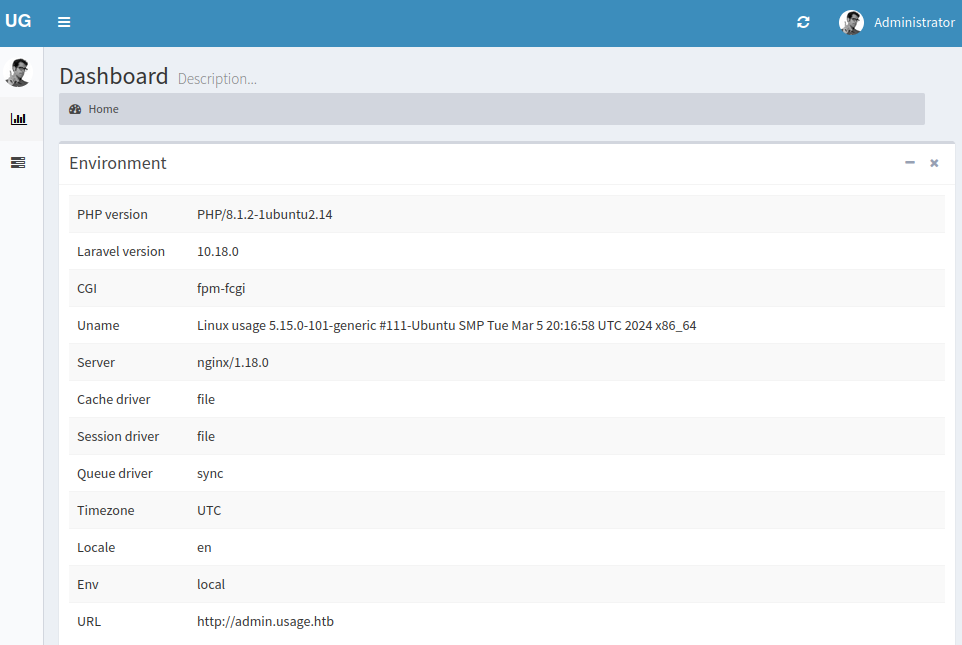 UG
Administrator
Dashboard Description...
Home
Environment
PHP version PHP/8.1.2-1ubuntu2.14
Laravel version 10.18.0
CGI fpm-fcgi
Uname Linux usage 5.15.0-101-generic #111-Ubuntu SMP Tue Mar 5 20:16:58 UTC 2024 x86_64
Server nginx/1.18.0
Cache driver file
Session driver file
Queue driver sync
Timezone UTC
Locale en
Env local
URL http://admin.usage.htb